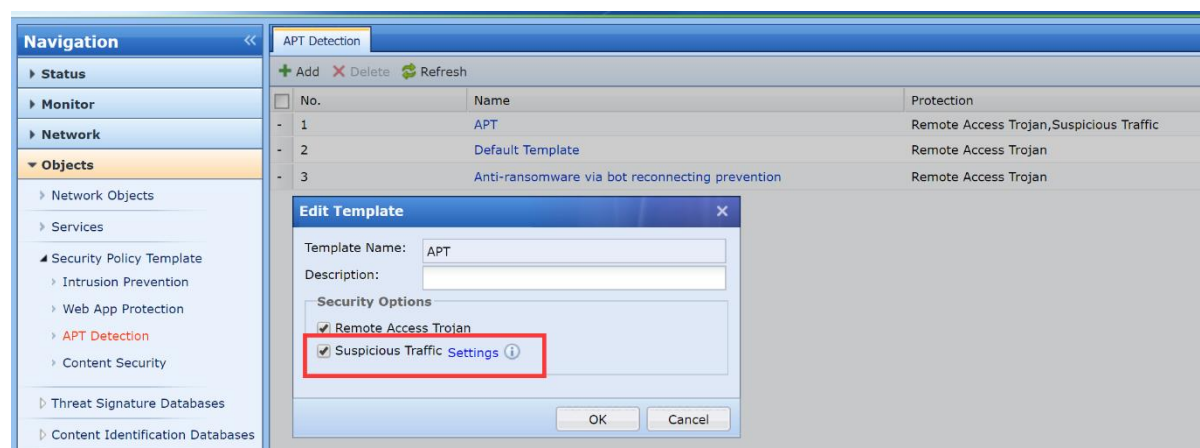 Navigation
Status
Monitor
Network
Objects
Network Objects
Services
Security Policy Template
Intrusion Prevention
Web App Protection
APT Detection
Content Security
Threat Signature Databases
Content Identification Databases
APT Detection
Add Delete Refresh
No. Name Protection
- 1 APT Remote Access Trojan,Suspicious Traffic
- 2 Default Template Remote Access Trojan
- 3 Anti-ransomware via bot reconnecting prevention Remote Access Trojan
Edit Template
Template Name: APT
Description:
Security Options
Remote Access Trojan
Suspicious Traffic Settings
OK Cancel